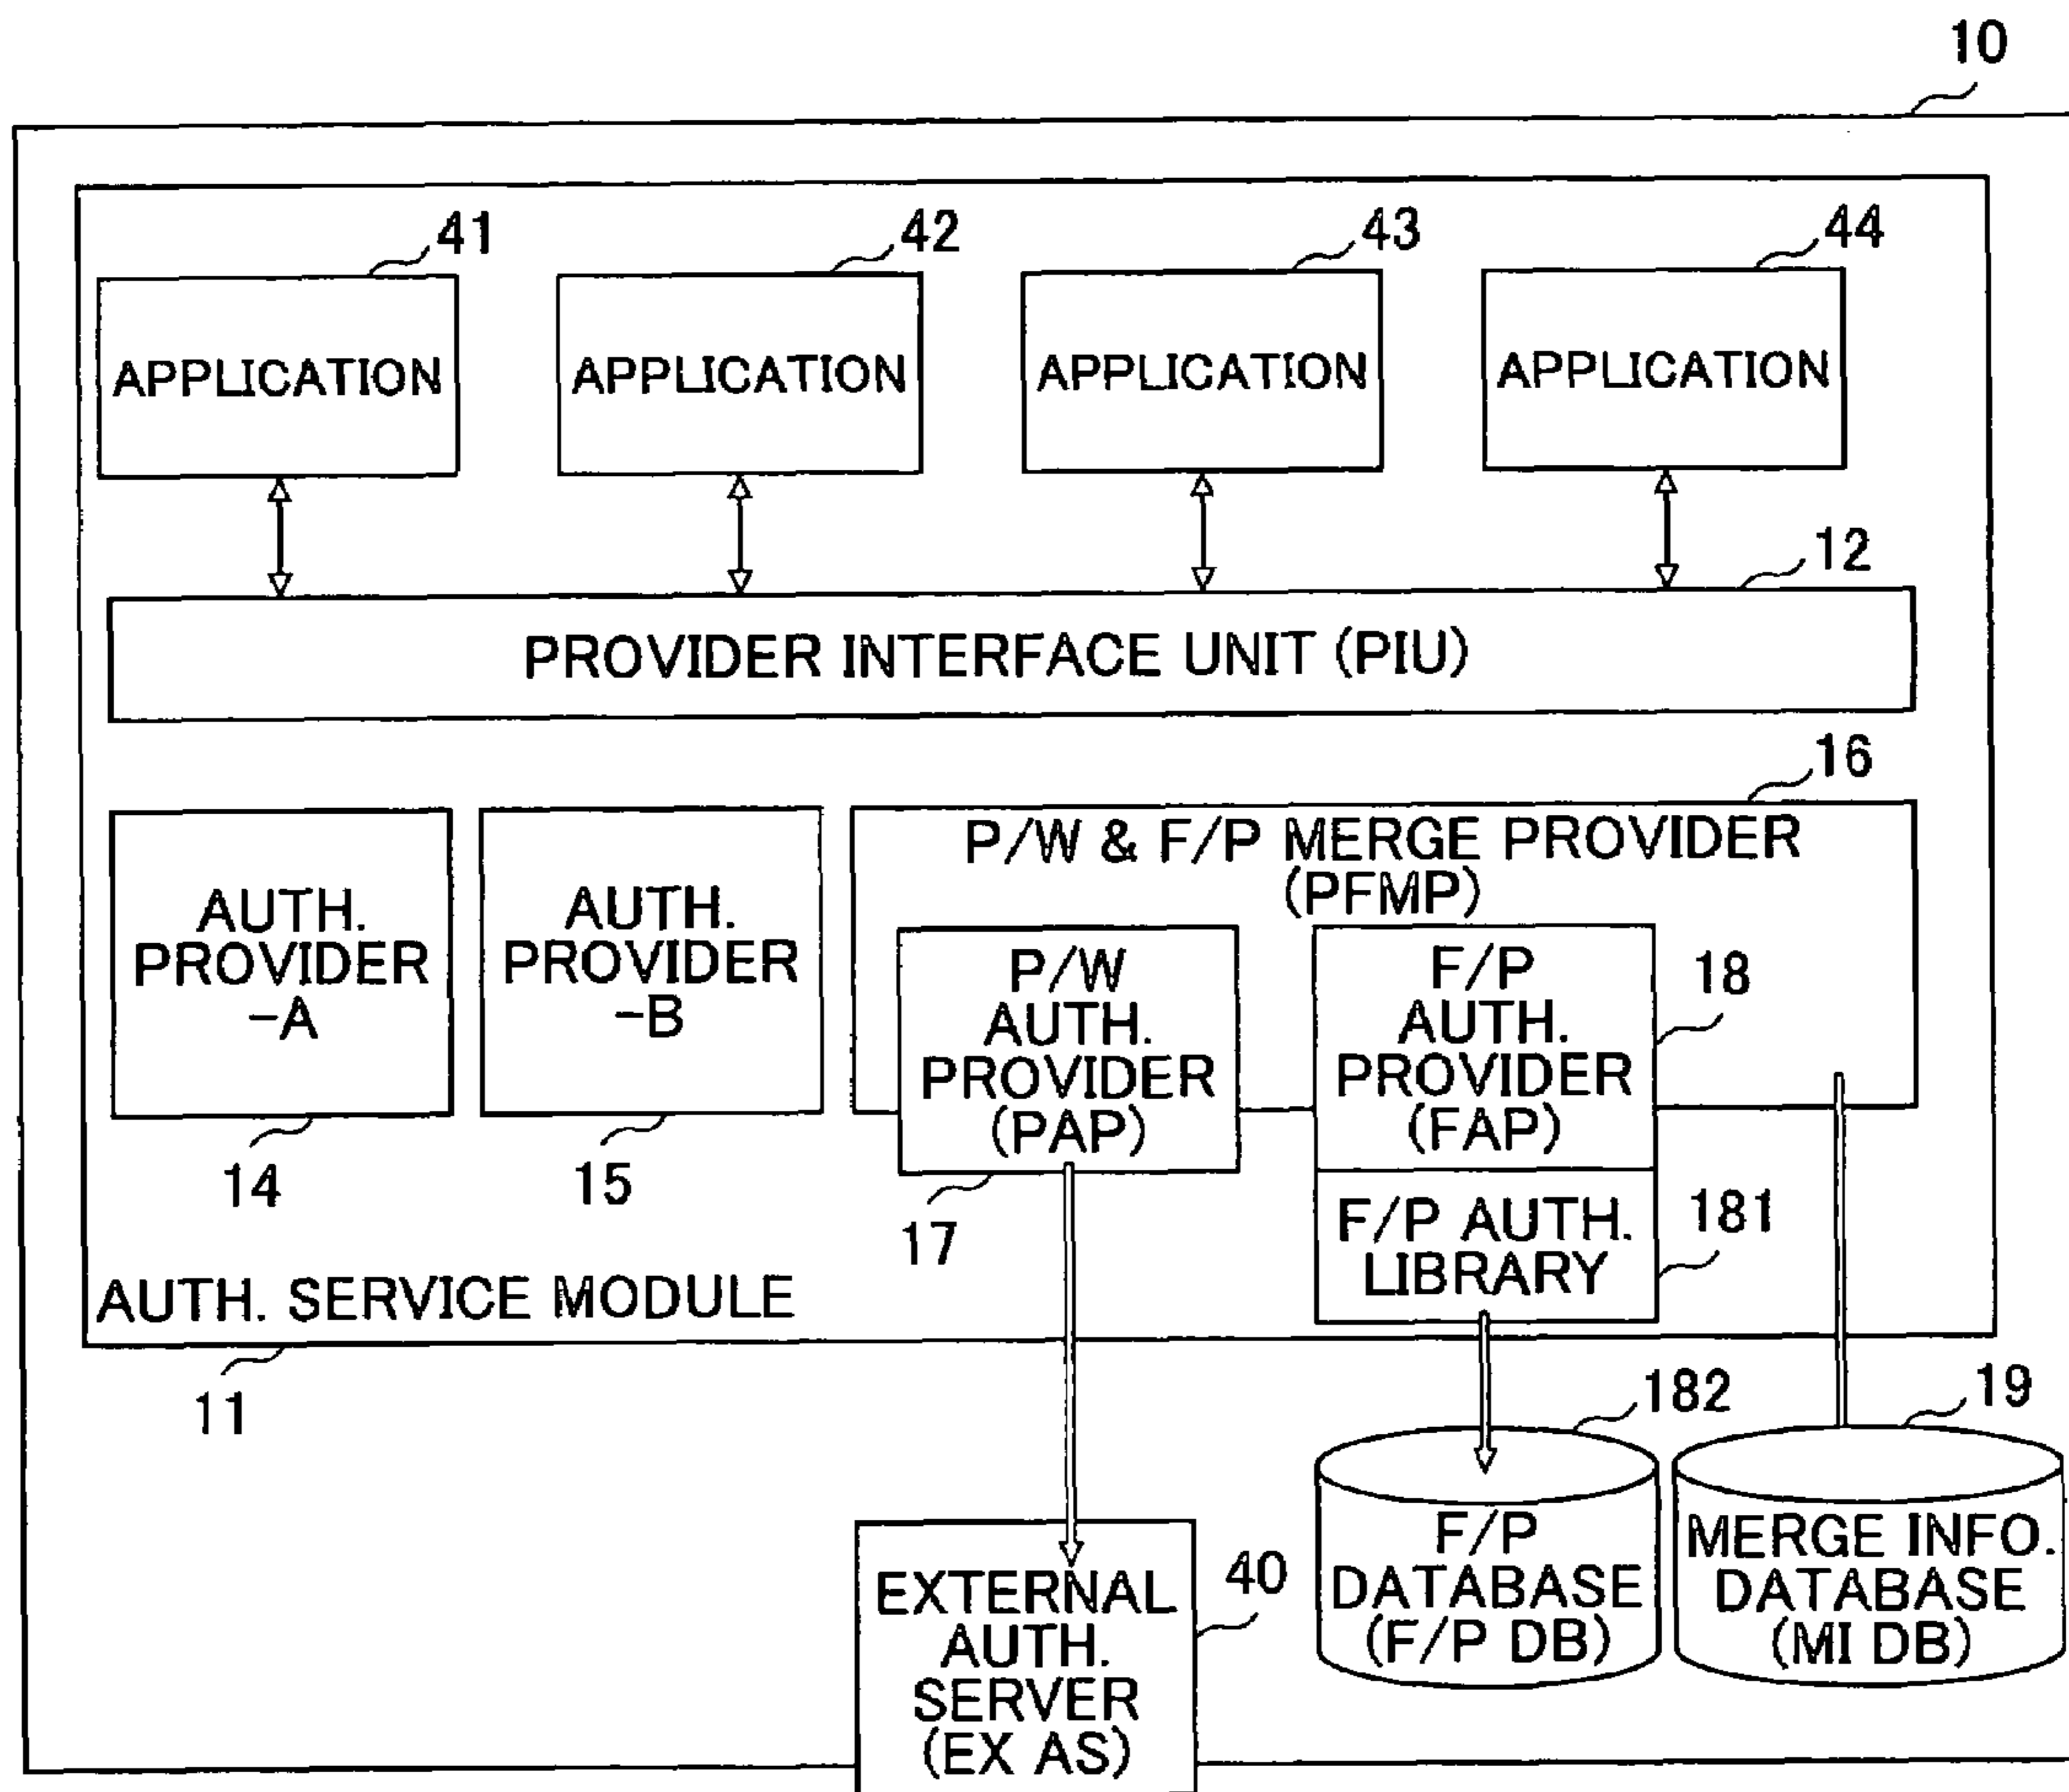 10
41
42
43
44
APPLICATION
APPLICATION
APPLICATION
APPLICATION
12
PROVIDER INTERFACE UNIT (PIU)
16
P/W & F/P MERGE PROVIDER
(PFMP)
AUTH.
PROVIDER
-A
14
AUTH.
PROVIDER
-B
15
P/W
AUTH.
PROVIDER
(PAP)
17
F/P
AUTH.
PROVIDER
(FAP)
18
F/P AUTH.
LIBRARY
181
AUTH. SERVICE MODULE
11
182
19
EXTERNAL
AUTH.
SERVER
(EX AS)
40
F/P
DATABASE
(F/P DB)
MERGE INFO.
DATABASE
(MI DB)